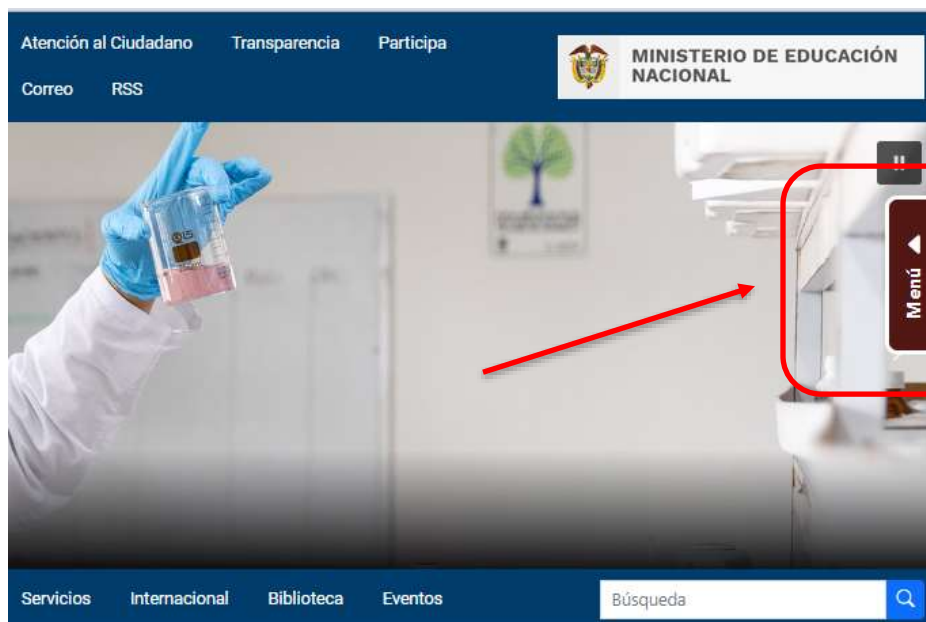 Atención al Ciudadano Transparencia Participa
Correo RSS
MINISTERIO DE EDUCACIÓN
NACIONAL
Menú
Servicios Internacional Biblioteca Eventos
Búsqueda